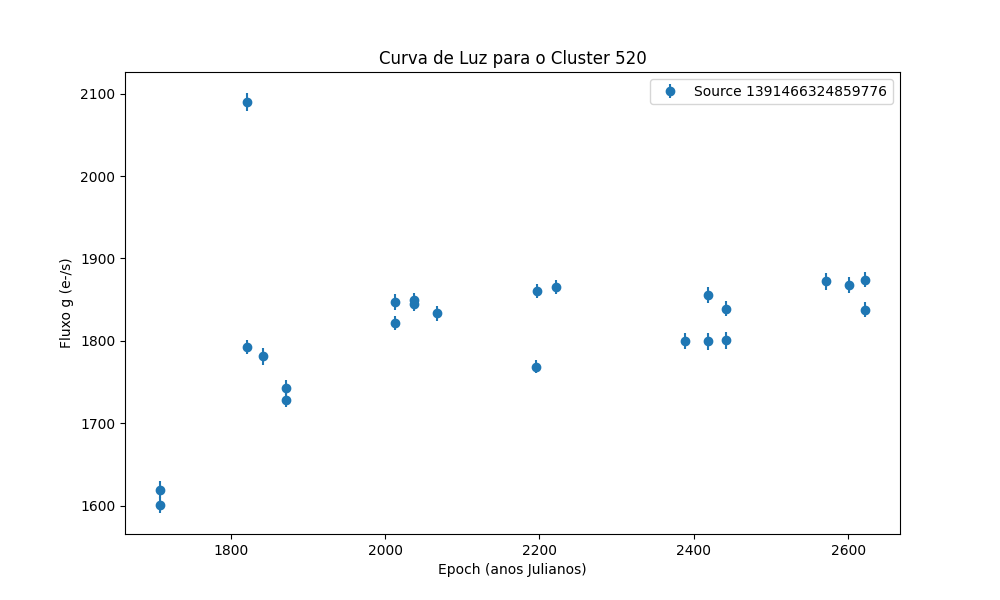 Curva de Luz para o Cluster 520
Source 1391466324859776
2100
2000
1900
1800
1700
1600
Fluxo g (e-/s)
1800 2000 2200 2400 2600
Epoch (anos Julianos)